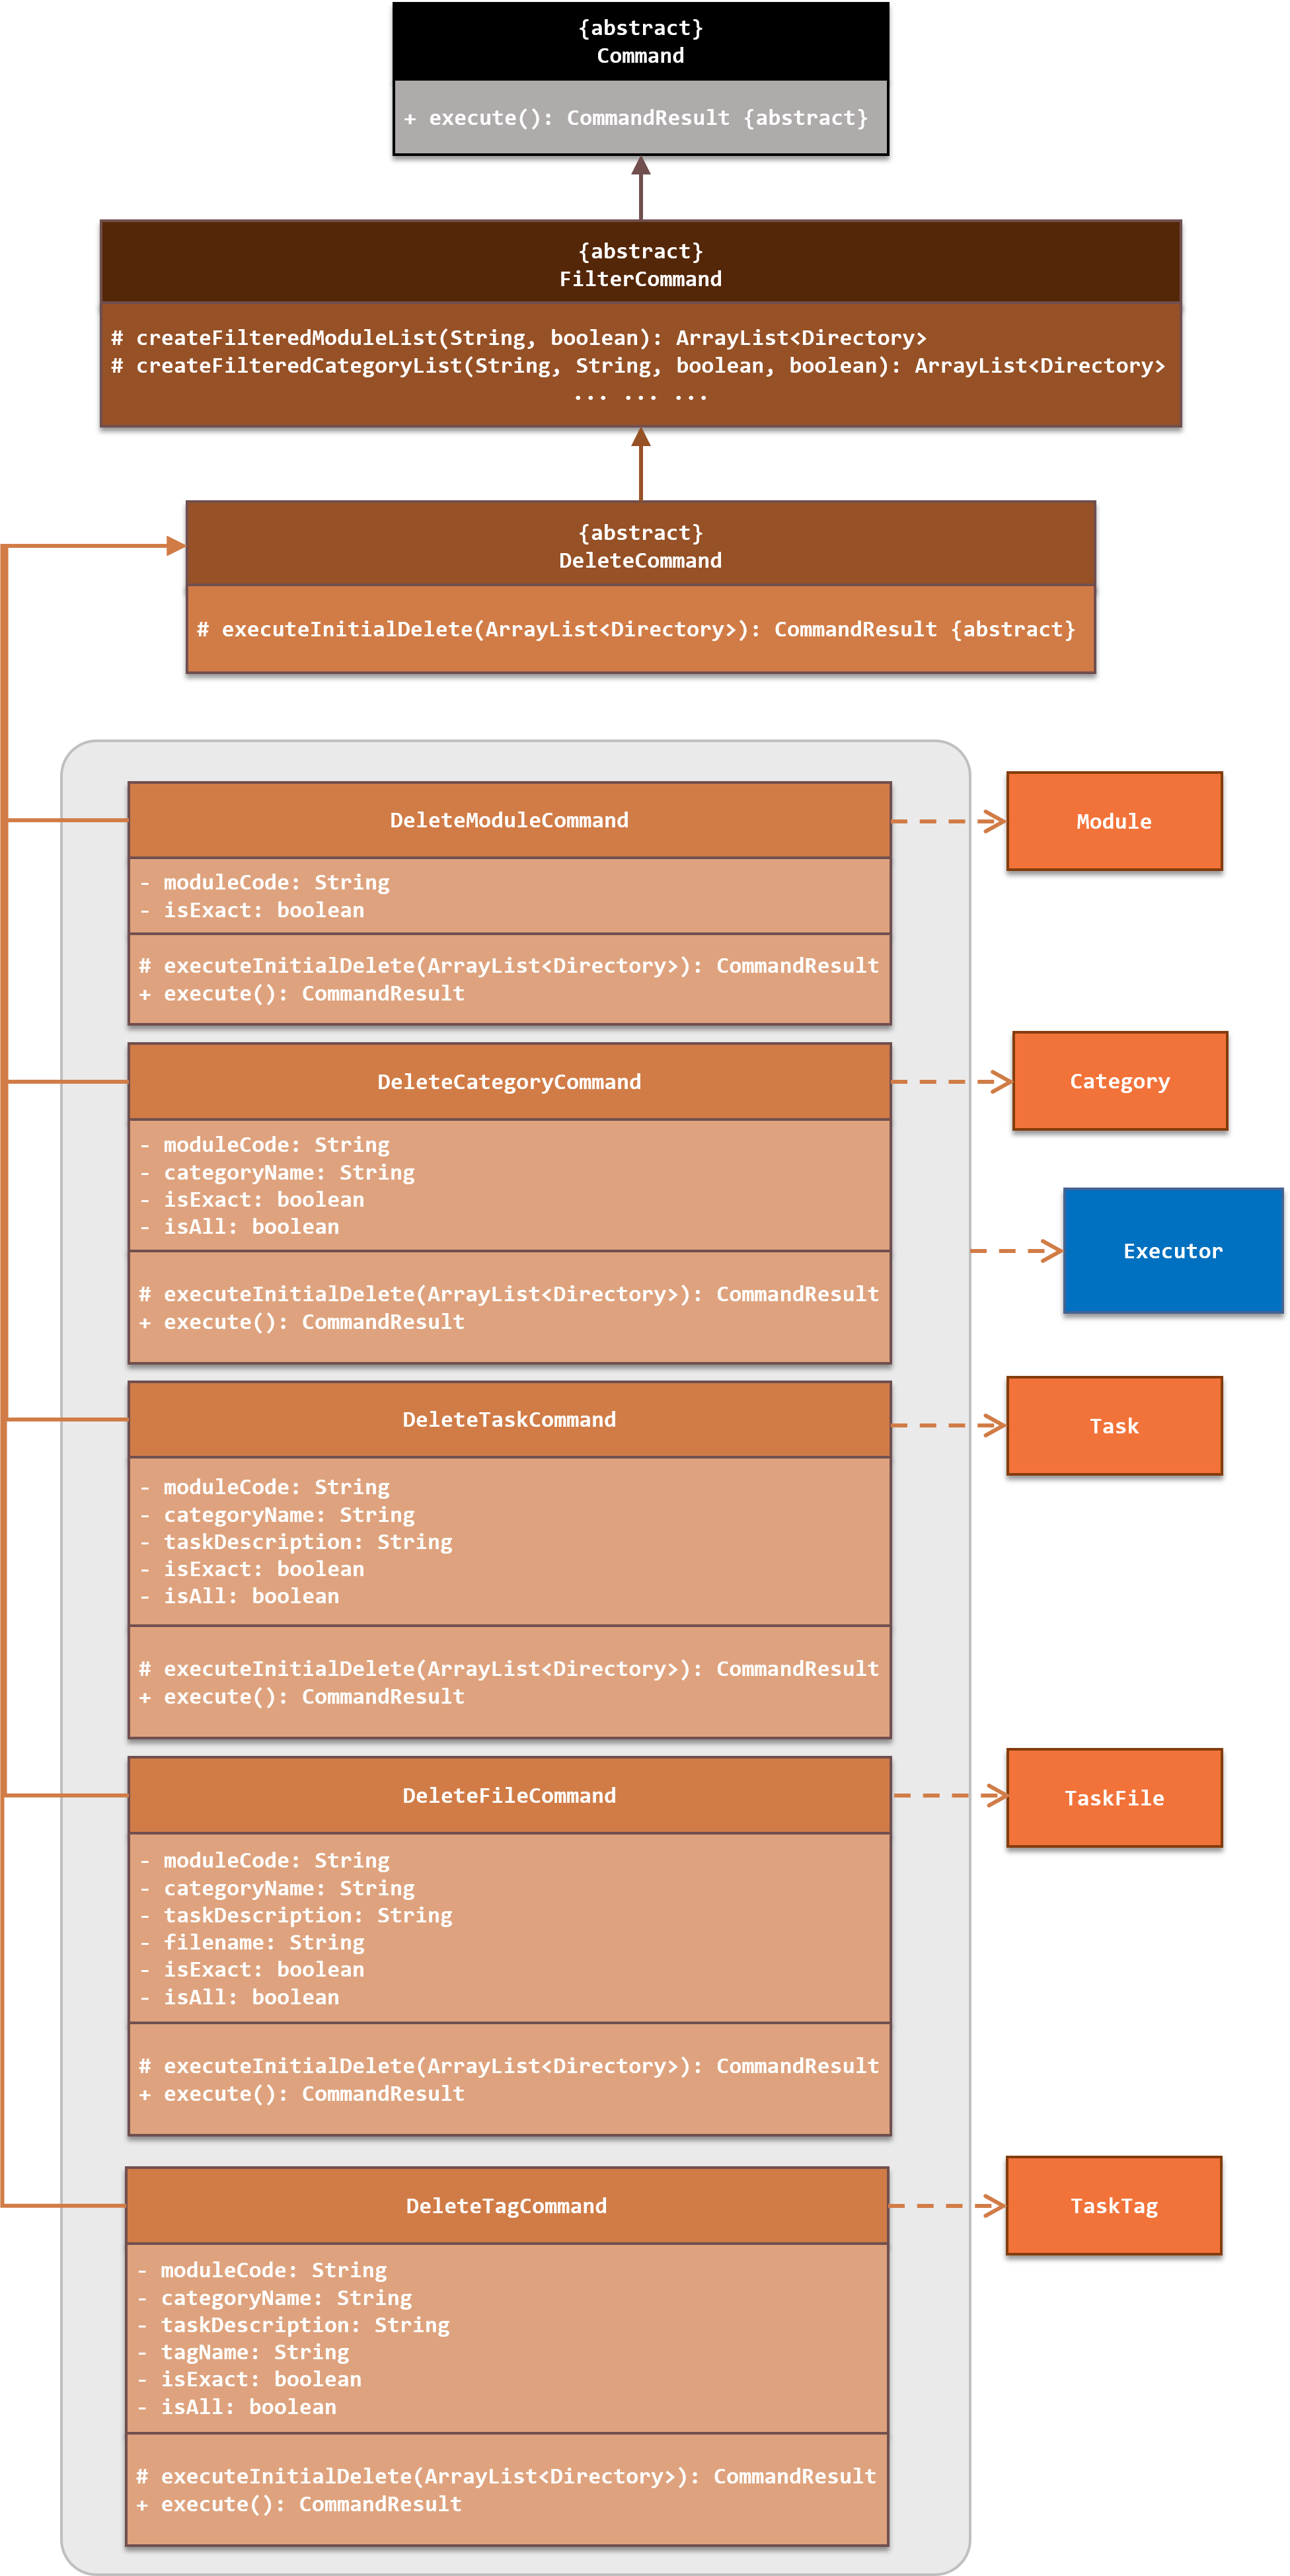 {abstract}
Command
+ execute(): CommandResult {abstract}
{abstract}
FilterCommand
# createFilteredModuleList(String, boolean): ArrayList<Directory>
# createFilteredCategoryList(String, String, boolean, boolean): ArrayList<Directory>
... ... ...
{abstract}
DeleteCommand
# executeInitialDelete(ArrayList<Directory>): CommandResult {abstract}
DeleteModuleCommand
Module
- moduleCode: String
- isExact: boolean
# executeInitialDelete(ArrayList<Directory>): CommandResult
+ execute(): CommandResult
DeleteCategoryCommand
Category
- moduleCode: String
- categoryName: String
- isExact: boolean
- isAll: boolean
Executor
# executeInitialDelete(ArrayList<Directory>): CommandResult
+ execute(): CommandResult
DeleteTaskCommand
Task
- moduleCode: String
- categoryName: String
- taskDescription: String
- isExact: boolean
- isAll: boolean
# executeInitialDelete(ArrayList<Directory>): CommandResult
+ execute(): CommandResult
DeleteFileCommand
TaskFile
- moduleCode: String
- categoryName: String
- taskDescription: String
- filename: String
- isExact: boolean
- isAll: boolean
# executeInitialDelete(ArrayList<Directory>): CommandResult
+ execute(): CommandResult
DeleteTagCommand
TaskTag
- moduleCode: String
- categoryName: String
- taskDescription: String
- tagName: String
- isExact: boolean
- isAll: boolean
# executeInitialDelete(ArrayList<Directory>): CommandResult
+ execute(): CommandResult